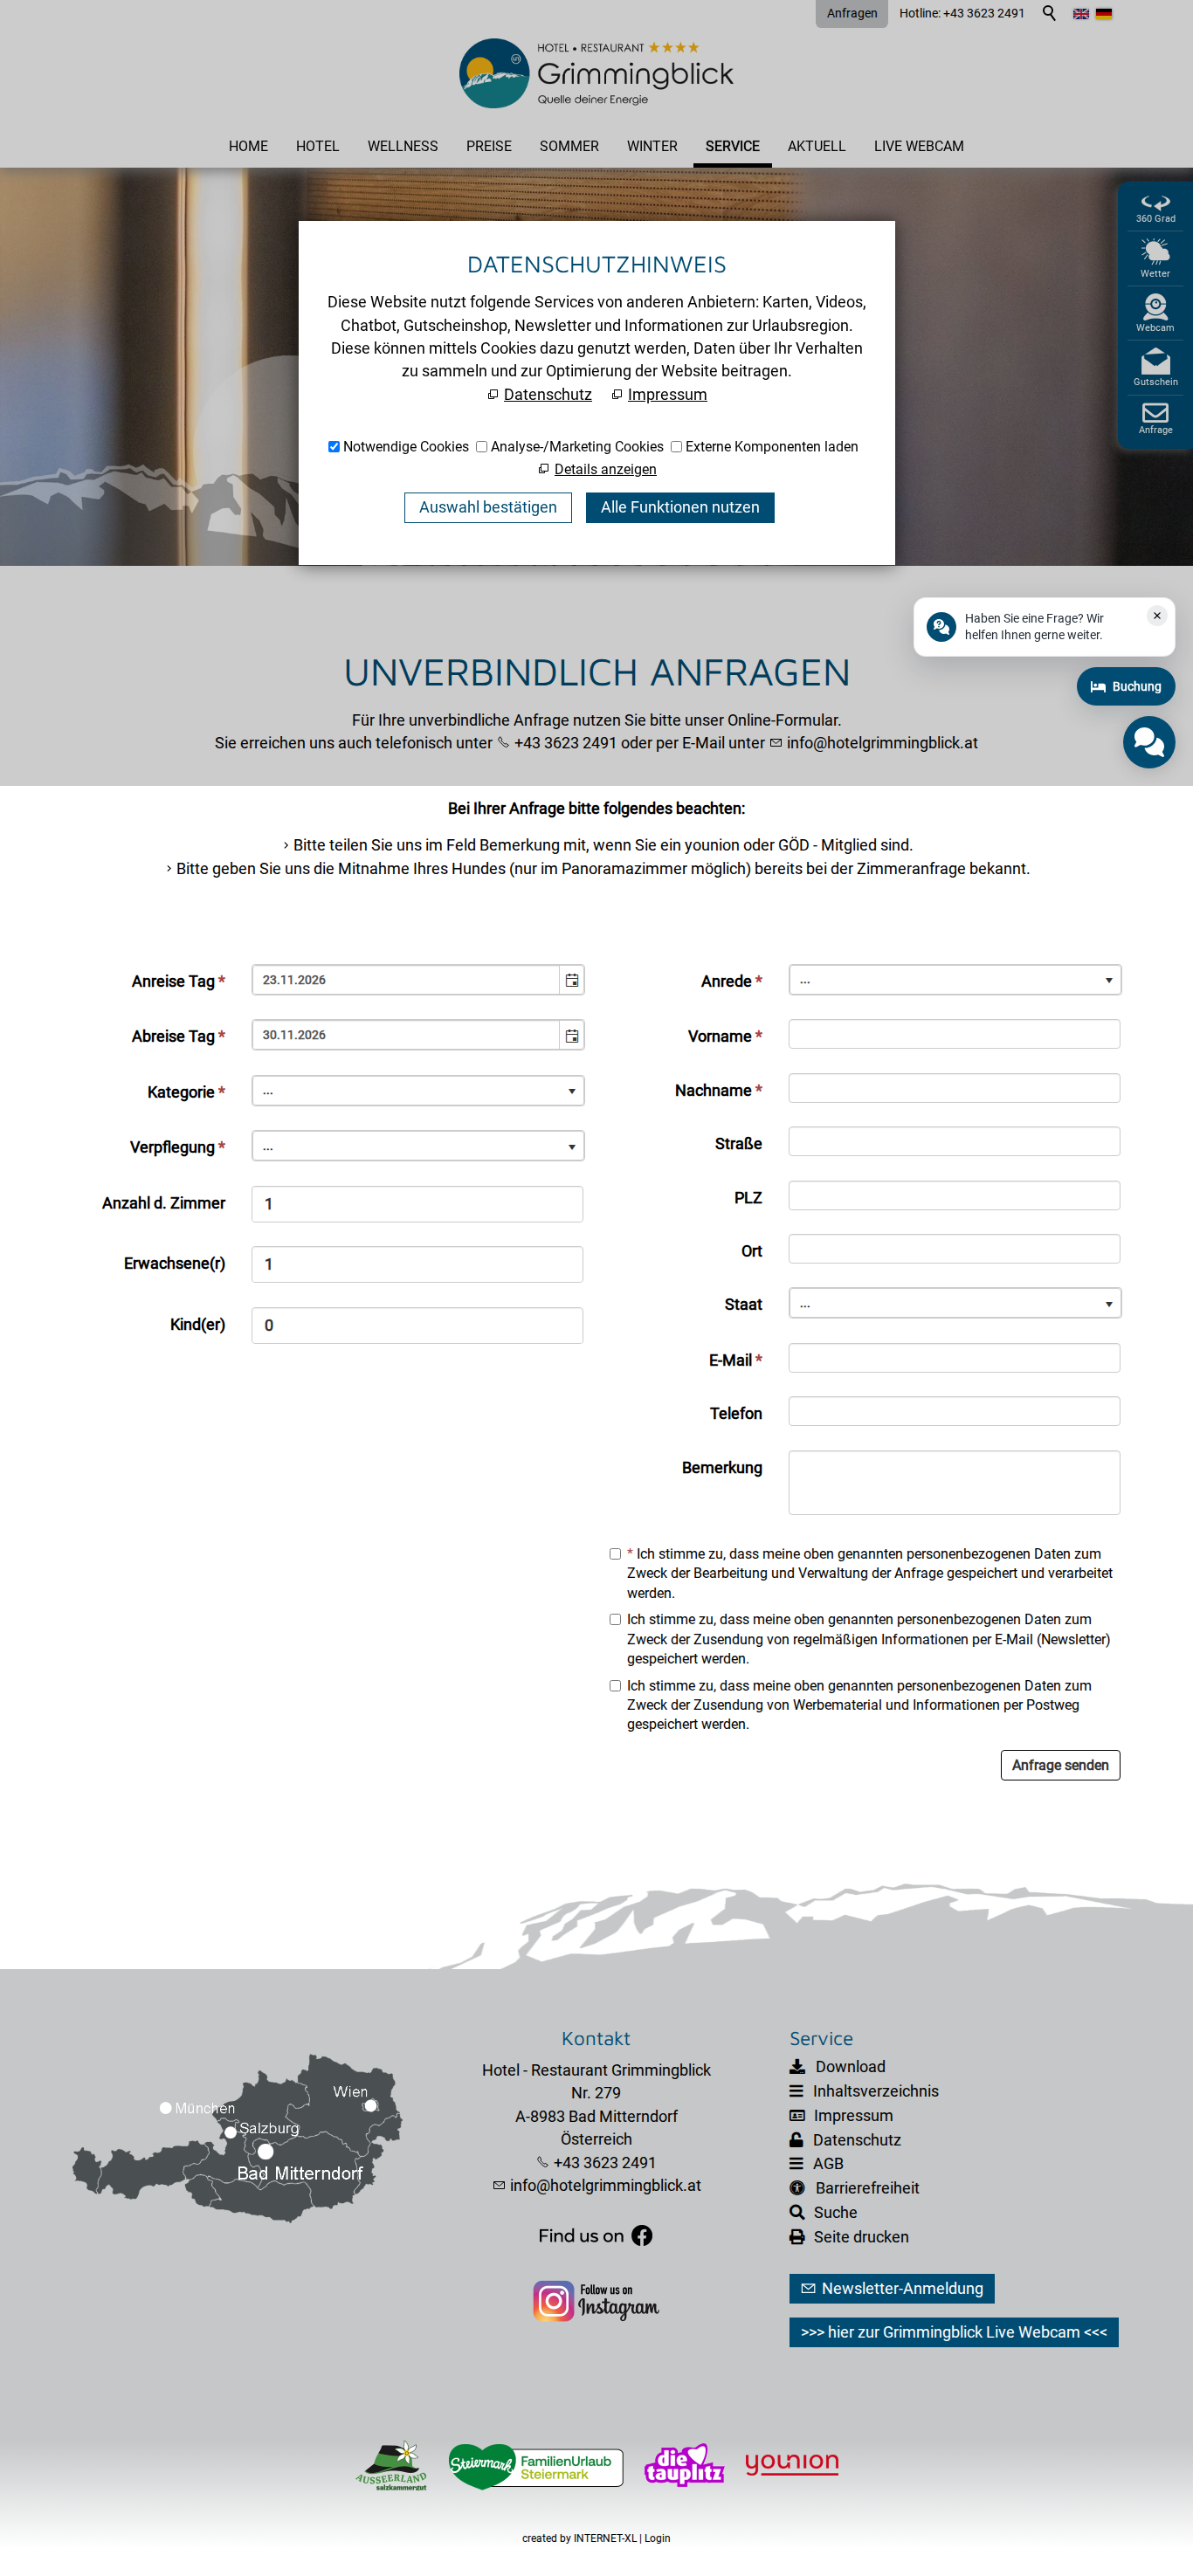 Anfragen
Hotline: +43 3623 2491
HOTEL • RESTAURANT
Grimmingblick
Quelle deiner Energie
HOME HOTEL WELLNESS PREISE SOMMER WINTER SERVICE AKTUELL LIVE WEBCAM
360 Grad
Wetter
Webcam
Gutschein
Anfrage
DATENSCHUTZHINWEIS
Diese Website nutzt folgende Services von anderen Anbietern: Karten, Videos,
Chatbot, Gutscheinshop, Newsletter und Informationen zur Urlaubsregion.
Diese können mittels Cookies dazu genutzt werden, Daten über Ihr Verhalten
zu sammeln und zur Optimierung der Website beitragen.
Datenschutz Impressum
Notwendige Cookies Analyse-/Marketing Cookies Externe Komponenten laden
Details anzeigen
Auswahl bestätigen Alle Funktionen nutzen
Haben Sie eine Frage? Wir
helfen Ihnen gerne weiter.
Buchung
UNVERBINDLICH ANFRAGEN
Für Ihre unverbindliche Anfrage nutzen Sie bitte unser Online-Formular.
Sie erreichen uns auch telefonisch unter +43 3623 2491 oder per E-Mail unter info@hotelgrimmingblick.at
Bei Ihrer Anfrage bitte folgendes beachten:
› Bitte teilen Sie uns im Feld Bemerkung mit, wenn Sie ein younion oder GÖD - Mitglied sind.
› Bitte geben Sie uns die Mitnahme Ihres Hundes (nur im Panoramazimmer möglich) bereits bei der Zimmeranfrage bekannt.
Anreise Tag * 23.11.2026
Abreise Tag * 30.11.2026
Kategorie * ...
Verpflegung * ...
Anzahl d. Zimmer 1
Erwachsene(r) 1
Kind(er) 0
Anrede * ...
Vorname *
Nachname *
Straße
PLZ
Ort
Staat ...
E-Mail *
Telefon
Bemerkung
* Ich stimme zu, dass meine oben genannten personenbezogenen Daten zum
Zweck der Bearbeitung und Verwaltung der Anfrage gespeichert und verarbeitet
werden.
Ich stimme zu, dass meine oben genannten personenbezogenen Daten zum
Zweck der Zusendung von regelmäßigen Informationen per E-Mail (Newsletter)
gespeichert werden.
Ich stimme zu, dass meine oben genannten personenbezogenen Daten zum
Zweck der Zusendung von Werbematerial und Informationen per Postweg
gespeichert werden.
Anfrage senden
Wien
München
Salzburg
Bad Mitterndorf
Kontakt
Hotel - Restaurant Grimmingblick
Nr. 279
A-8983 Bad Mitterndorf
Österreich
+43 3623 2491
info@hotelgrimmingblick.at
Find us on
Follow us on
Instagram
Service
Download
Inhaltsverzeichnis
Impressum
Datenschutz
AGB
Barrierefreiheit
Suche
Seite drucken
Newsletter-Anmeldung
>>> hier zur Grimmingblick Live Webcam <<<
AUSSEERLAND
salzkammergut
Steiermark
FamilienUrlaub
Steiermark
die
tauplitz
younion
created by INTERNET-XL | Login